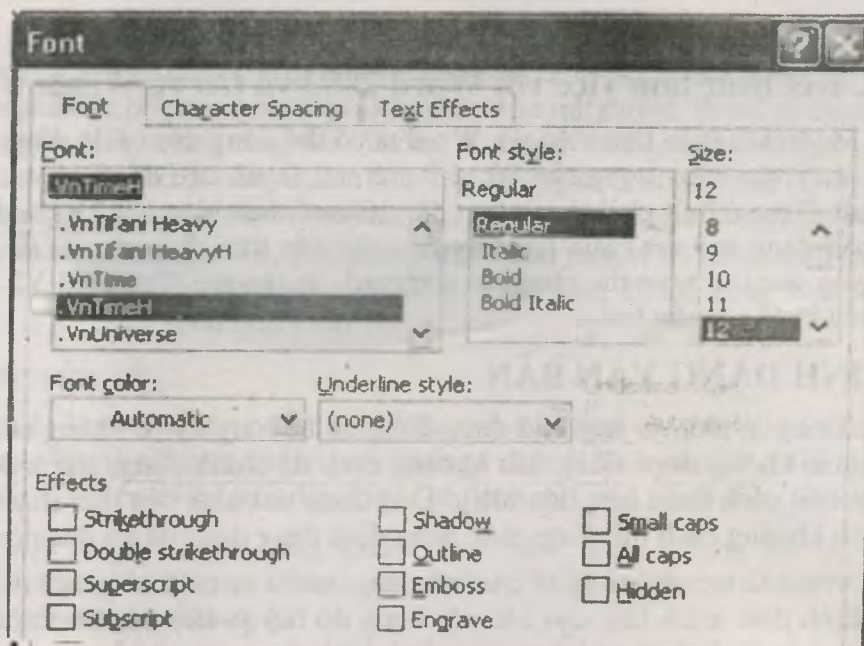 Font
Font Character Spacing Text Effects
Font: Font style: Size:
.VnTimeH Regular 12
.VnTifani Heavy Regular 8
.VnTifani HeavyH Italic 9
.VnTime Bold 10
.VnTimeH Bold Italic 11
.VnUniverse 12
Font color: Underline style:
Automatic (none)
Effects
Strikethrough Shadow Small caps
Double strikethrough Outline All caps
Superscript Emboss Hidden
Subscript Engrave